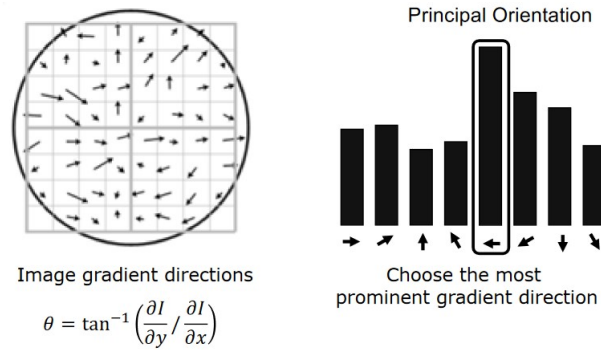 Principal Orientation
Image gradient directions
θ = tan⁻¹(∂I/∂y / ∂I/∂x)
Choose the most
prominent gradient direction